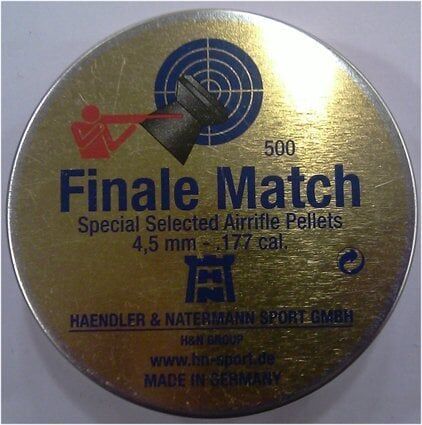 500
Finale Match
Special Selected Airrifle Pellets
4,5 mm - .177 cal.
HN
HAENDLER & NATERMANN SPORT GMBH
H&N GROUP
www.hn-sport.de
MADE IN GERMANY